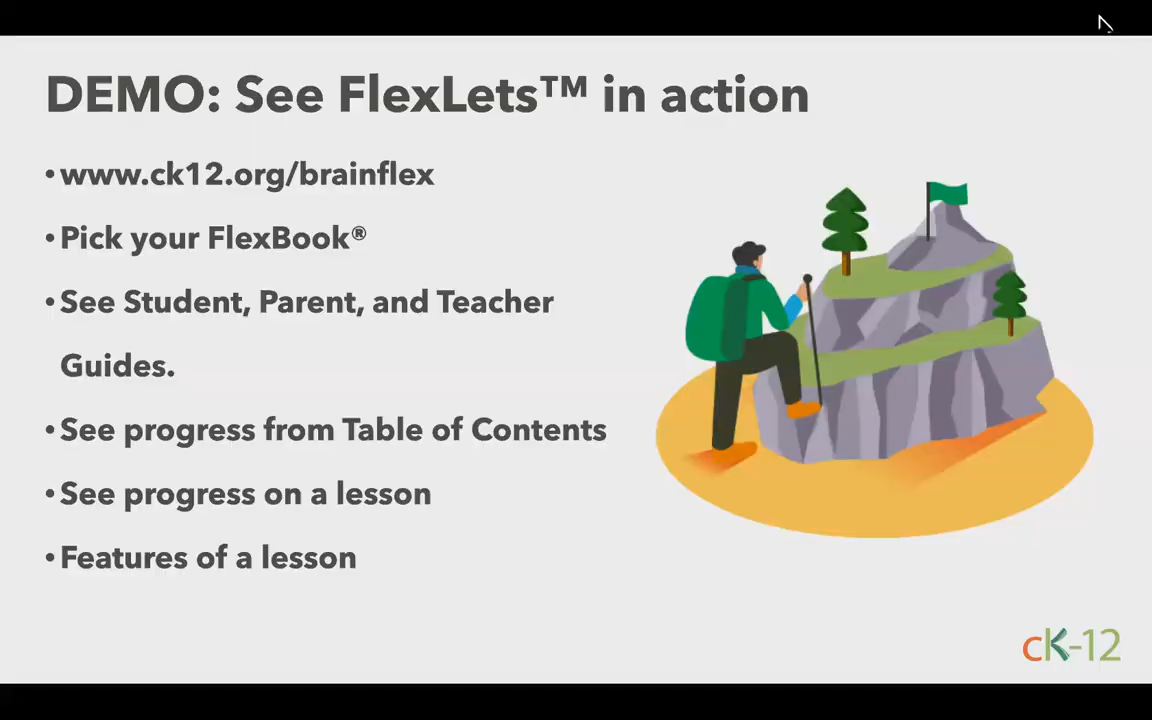 DEMO: See FlexLets™ in action
•www.ck12.org/brainflex
•Pick your FlexBook®
•See Student, Parent, and Teacher
Guides.
•See progress from Table of Contents
•See progress on a lesson
•Features of a lesson
cK-12